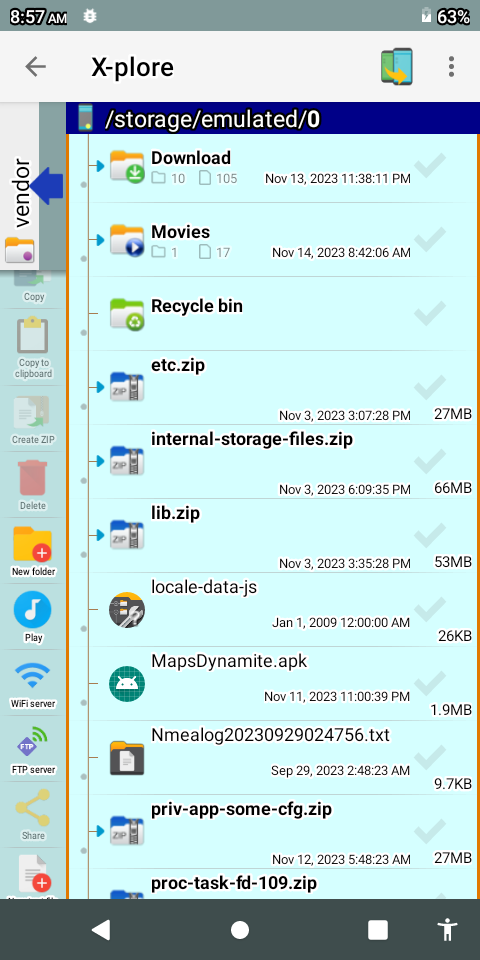 8:57 AM
63%
X-plore
/storage/emulated/0
vendor
Download
10 105 Nov 13, 2023 11:38:11 PM
Movies
1 17 Nov 14, 2023 8:42:06 AM
Recycle bin
etc.zip
Nov 3, 2023 3:07:28 PM 27MB
internal-storage-files.zip
Nov 3, 2023 6:09:35 PM 66MB
lib.zip
Nov 3, 2023 3:35:28 PM 53MB
locale-data-js
Jan 1, 2009 12:00:00 AM
26KB
MapsDynamite.apk
Nov 11, 2023 11:00:39 PM
1.9MB
Nmealog20230929024756.txt
Sep 29, 2023 2:48:23 AM
9.7KB
priv-app-some-cfg.zip
Nov 12, 2023 5:48:23 AM 27MB
proc-task-fd-109.zip
Copy
Copy to
clipboard
Create ZIP
Delete
New folder
Play
WiFi server
FTP
FTP server
Share
ZIP
ZIP
ZIP
ZIP